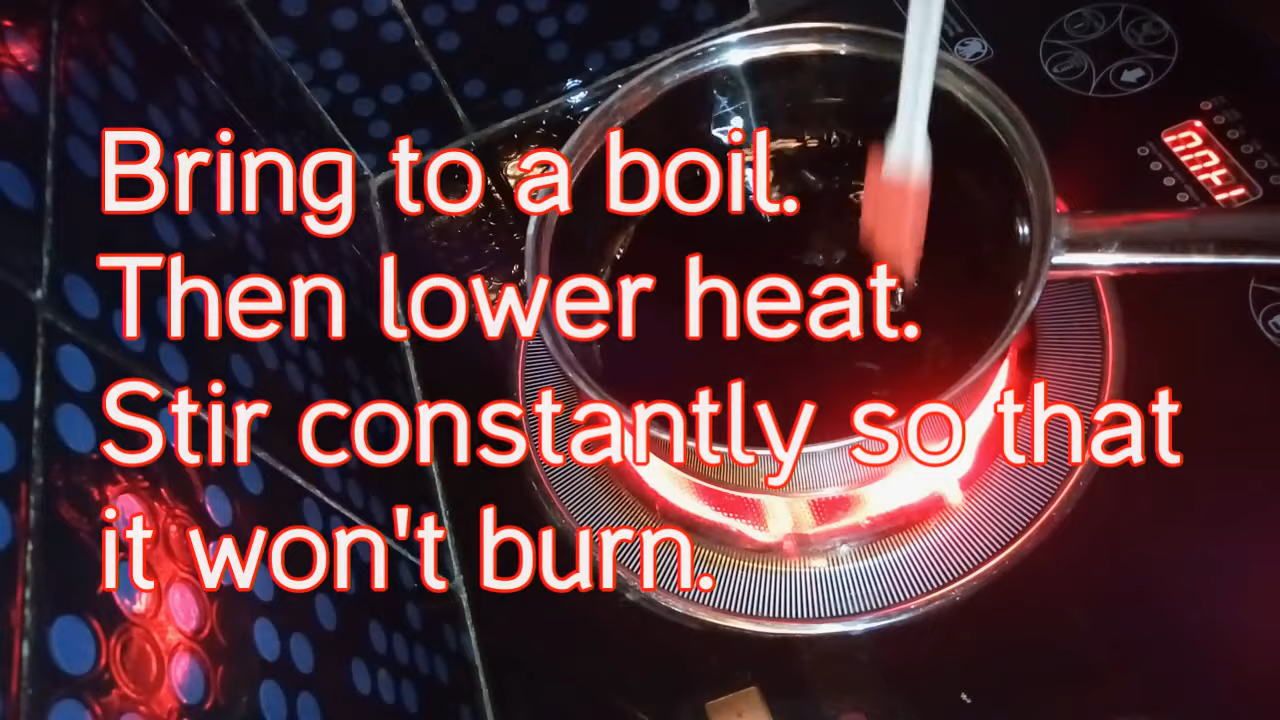 Bring to a boil.
Then lower heat.
Stir constantly so that
it won't burn.